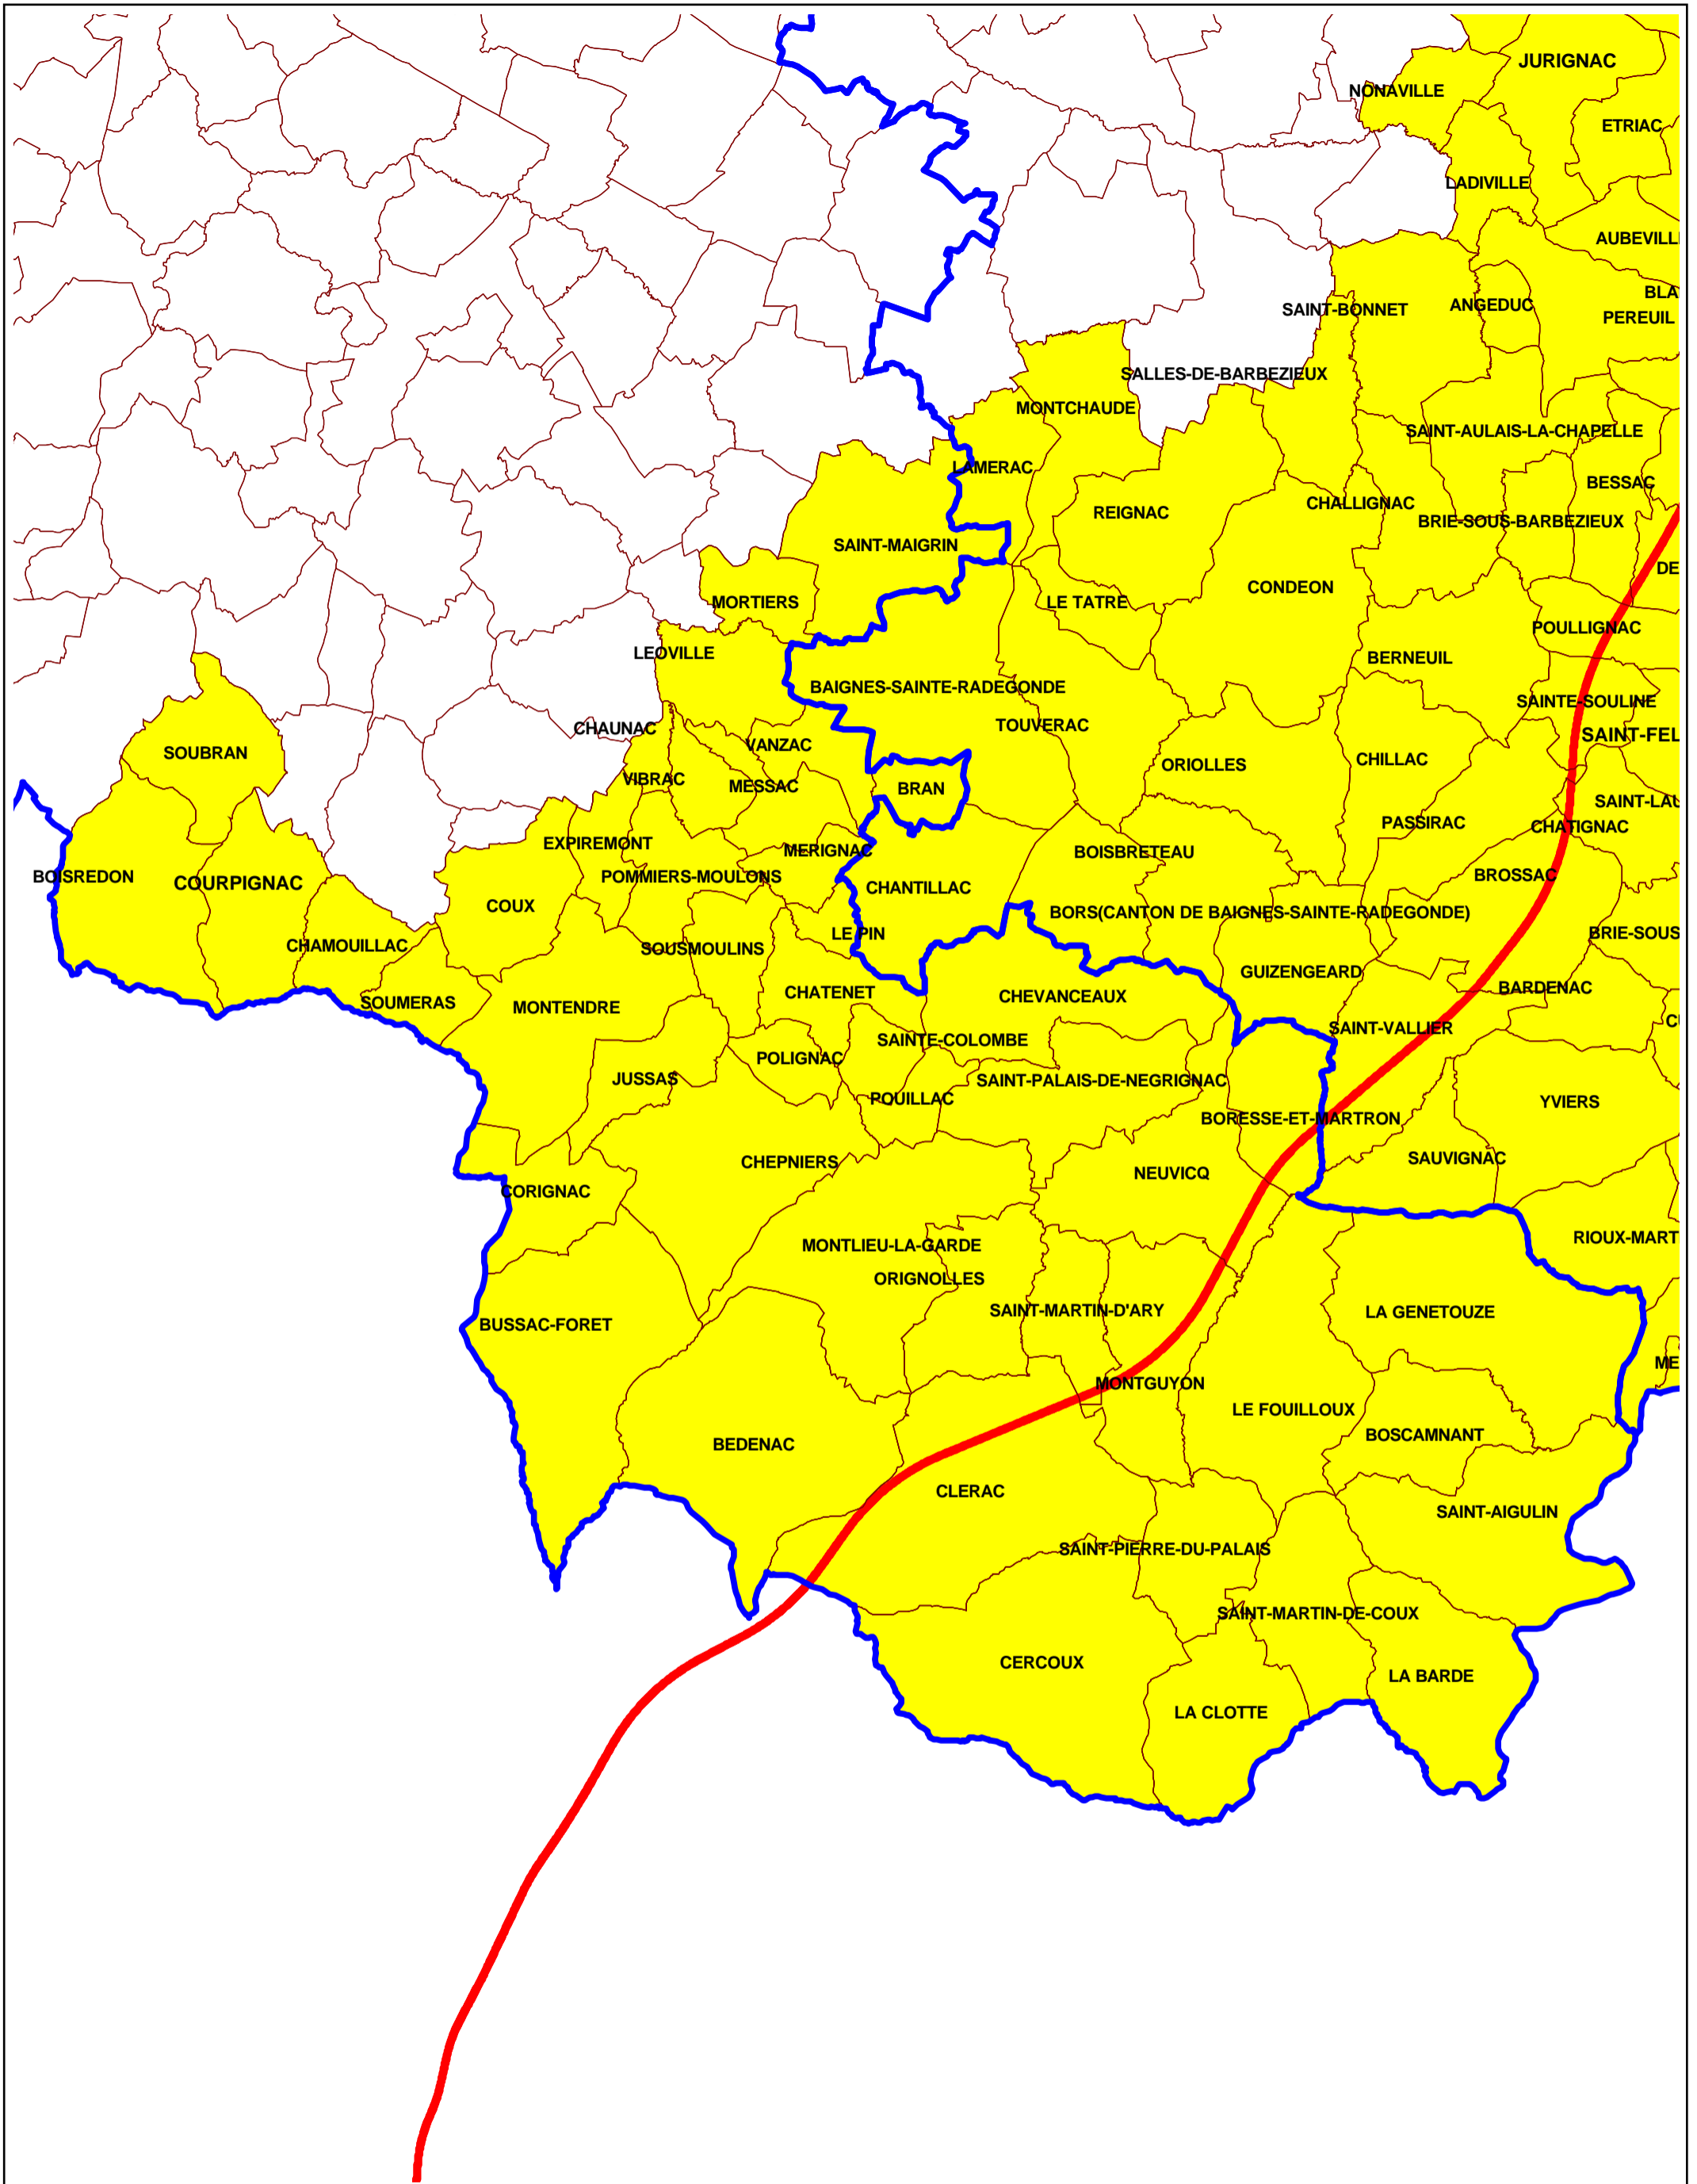 JURIGNAC
NONAVILLE
ETRIAC
LADIVILLE
AUBEVILL
BLA
SAINT-BONNET
ANGEDUC
PEREUIL
SALLES-DE-BARBEZIEUX
MONTCHAUDE
SAINT-AULAIS-LA-CHAPELLE
LAMERAC
BESSAC
CHALLIGNAC
REIGNAC
BRIE-SOUS-BARBEZIEUX
SAINT-MAIGRIN
DE
CONDEON
MORTIERS
LE TATRE
POULLIGNAC
LEOVILLE
BERNEUIL
BAIGNES-SAINTE-RADEGONDE
SAINTE-SOULINE
CHAUNAC
TOUVERAC
SAINT-FEL
VANZAC
SOUBRAN
CHILLAC
ORIOLLES
VIBRAC
MESSAC
BRAN
SAINT-LAU
PASSIRAC
CHATIGNAC
EXPIREMONT
MERIGNAC
BOISBRETEAU
BOISREDON
POMMIERS-MOULONS
BROSSAC
COURPIGNAC
CHANTILLAC
COUX
BORS(CANTON DE BAIGNES-SAINTE-RADEGONDE)
LE PIN
BRIE-SOUS
CHAMOUILLAC
SOUSMOULINS
GUIZENGEARD
BARDENAC
CHATENET
CHEVANCEAUX
SOUMERAS
MONTENDRE
CU
SAINT-VALLIER
SAINTE-COLOMBE
POLIGNAC
JUSSAS
SAINT-PALAIS-DE-NEGRIGNAC
POUILLAC
YVIERS
BORESSE-ET-MARTRON
SAUVIGNAC
CHEPNIERS
NEUVICQ
CORIGNAC
RIOUX-MART
MONTLIEU-LA-GARDE
ORIGNOLLES
SAINT-MARTIN-D'ARY
LA GENETOUZE
BUSSAC-FORET
ME
MONTGUYON
LE FOUILLOUX
BOSCAMNANT
BEDENAC
CLERAC
SAINT-AIGULIN
SAINT-PIERRE-DU-PALAIS
SAINT-MARTIN-DE-COUX
CERCOUX
LA BARDE
LA CLOTTE